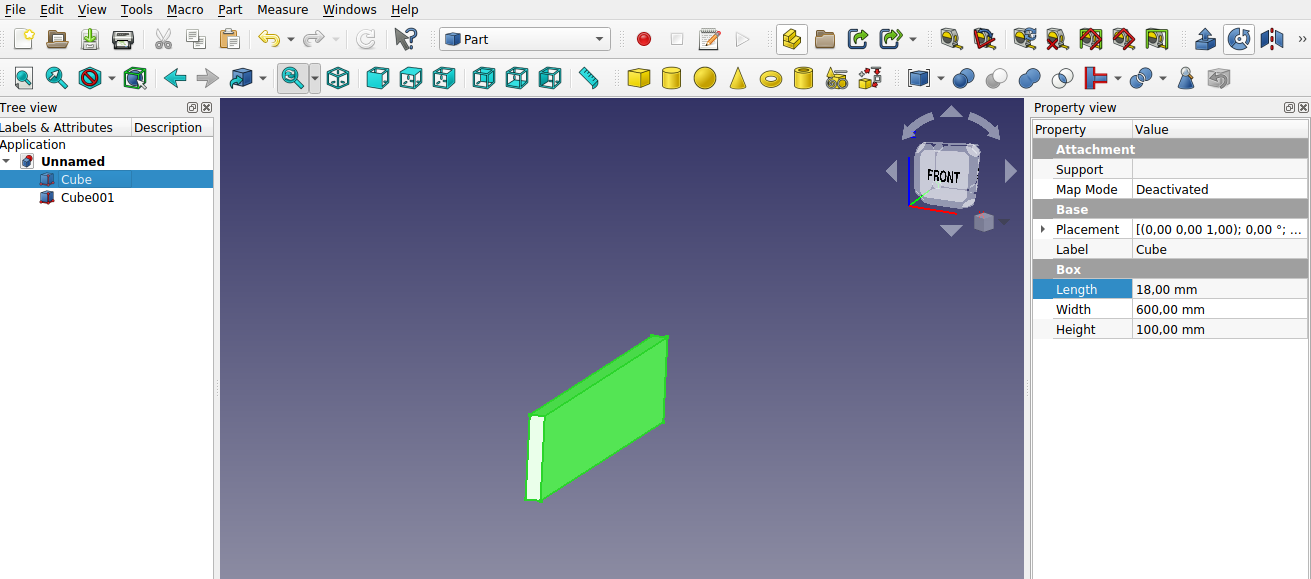 File Edit View Tools Macro Part Measure Windows Help
Part
»
Tree view
Labels & Attributes Description
Application
Unnamed
Cube
Cube001
FRONT
Property view
Property Value
Attachment
Support
Map Mode Deactivated
Base
Placement [(0,00 0,00 1,00); 0,00 °; ...
Label Cube
Box
Length 18,00 mm
Width 600,00 mm
Height 100,00 mm